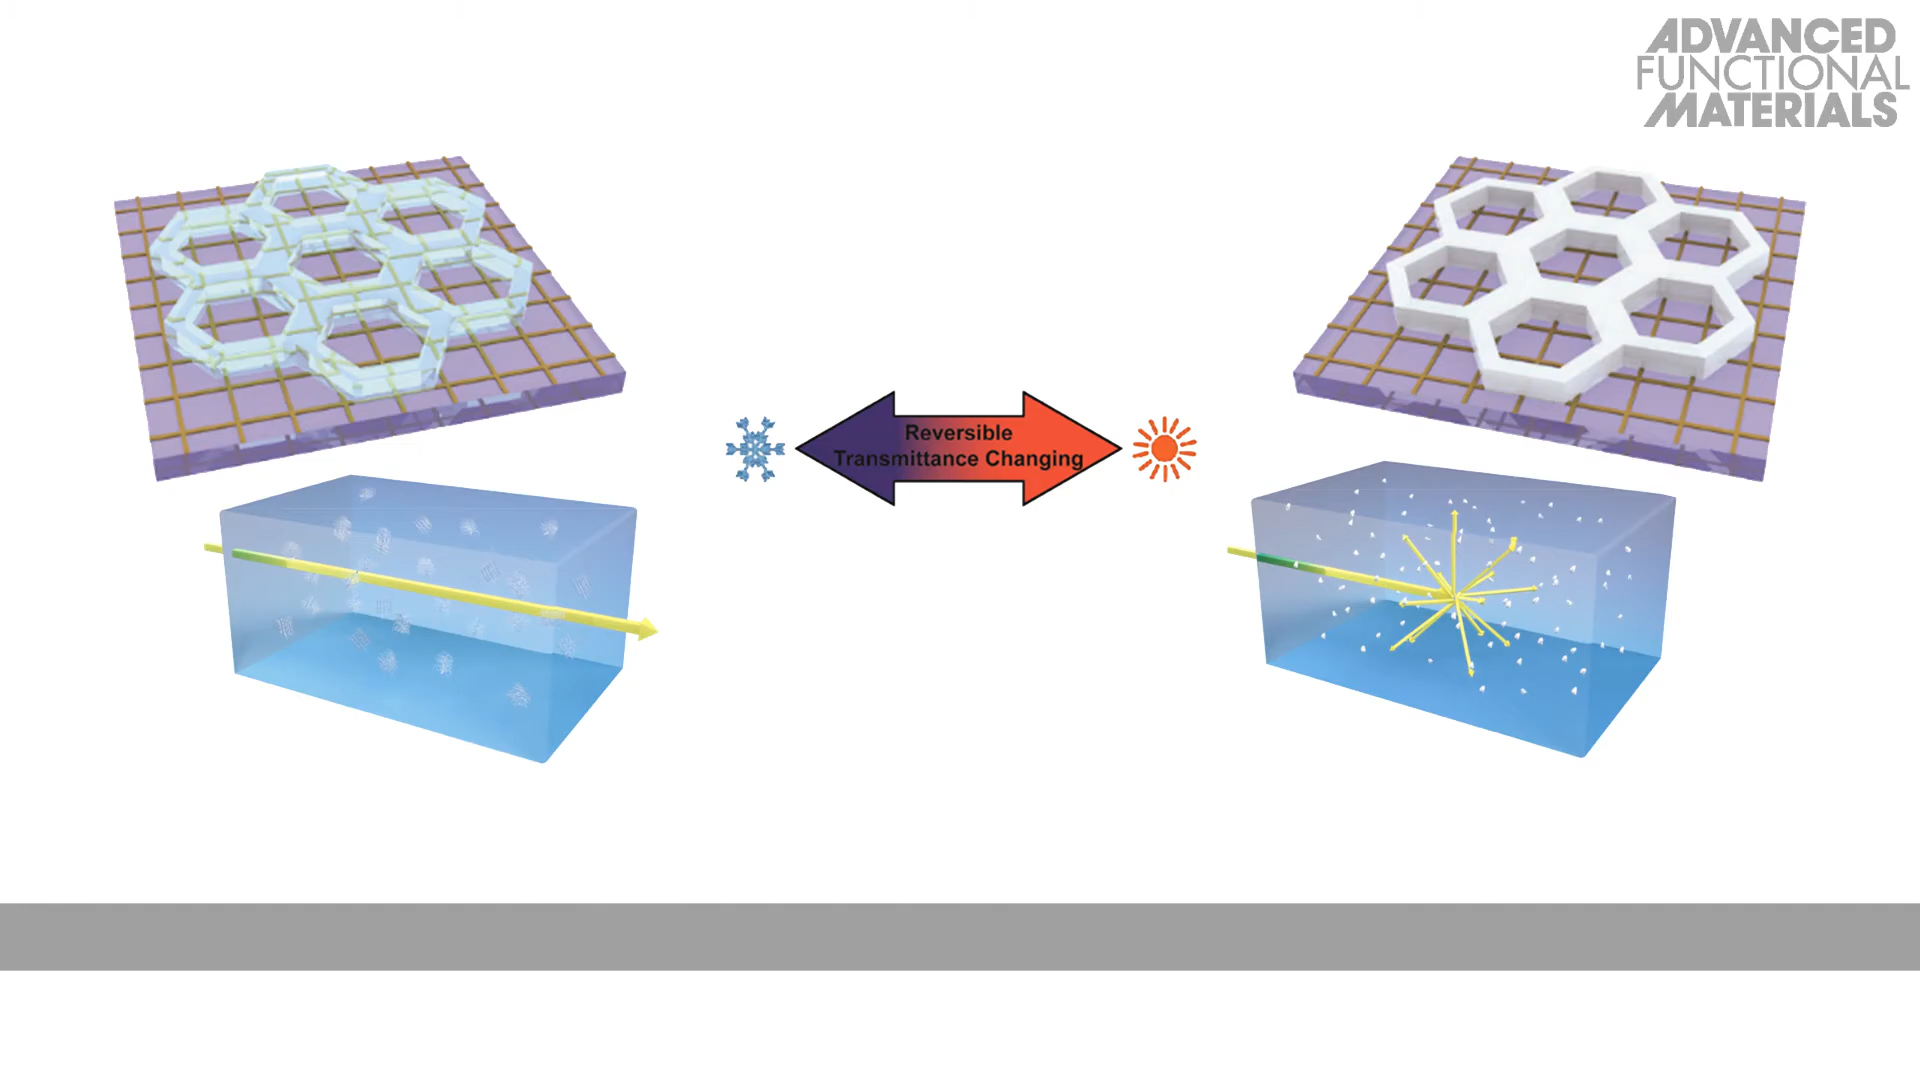 ADVANCED
FUNCTIONAL
MATERIALS
Reversible
Transmittance Changing